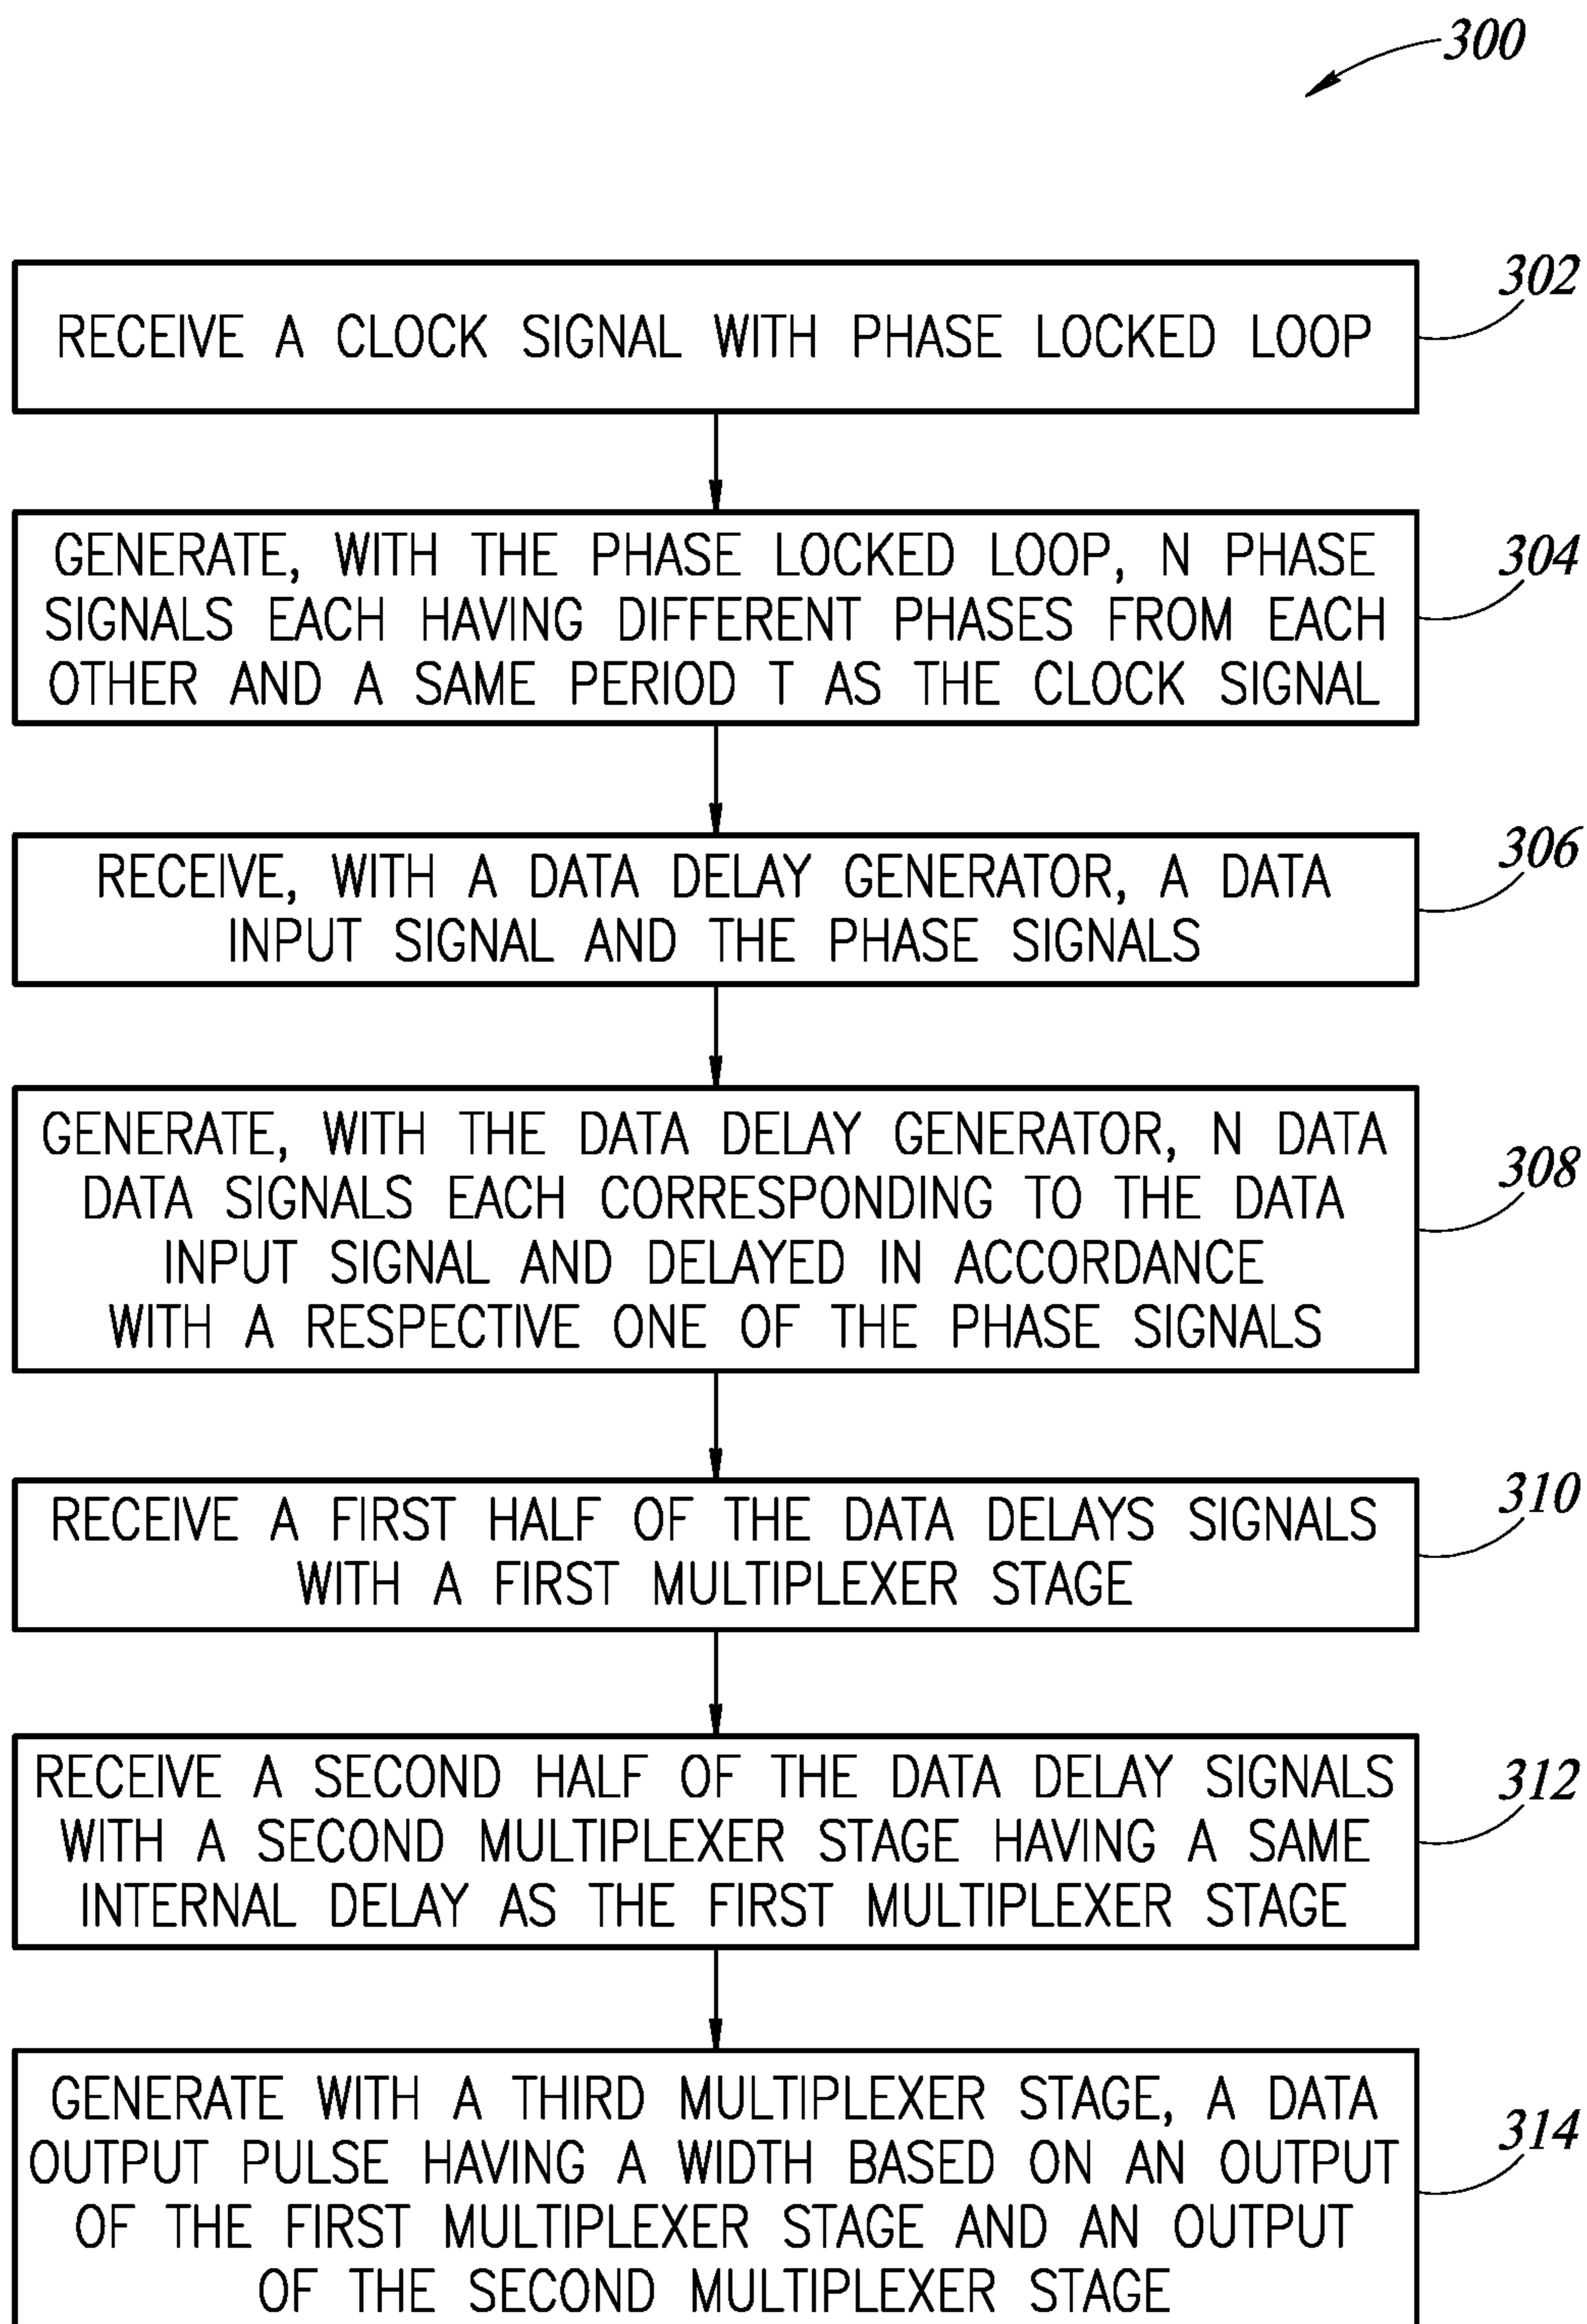 300
RECEIVE A CLOCK SIGNAL WITH PHASE LOCKED LOOP
302
GENERATE, WITH THE PHASE LOCKED LOOP, N PHASE
SIGNALS EACH HAVING DIFFERENT PHASES FROM EACH
OTHER AND A SAME PERIOD T AS THE CLOCK SIGNAL
304
RECEIVE, WITH A DATA DELAY GENERATOR, A DATA
INPUT SIGNAL AND THE PHASE SIGNALS
306
GENERATE, WITH THE DATA DELAY GENERATOR, N DATA
DATA SIGNALS EACH CORRESPONDING TO THE DATA
INPUT SIGNAL AND DELAYED IN ACCORDANCE
WITH A RESPECTIVE ONE OF THE PHASE SIGNALS
308
RECEIVE A FIRST HALF OF THE DATA DELAYS SIGNALS
WITH A FIRST MULTIPLEXER STAGE
310
RECEIVE A SECOND HALF OF THE DATA DELAY SIGNALS
WITH A SECOND MULTIPLEXER STAGE HAVING A SAME
INTERNAL DELAY AS THE FIRST MULTIPLEXER STAGE
312
GENERATE WITH A THIRD MULTIPLEXER STAGE, A DATA
OUTPUT PULSE HAVING A WIDTH BASED ON AN OUTPUT
OF THE FIRST MULTIPLEXER STAGE AND AN OUTPUT
OF THE SECOND MULTIPLEXER STAGE
314